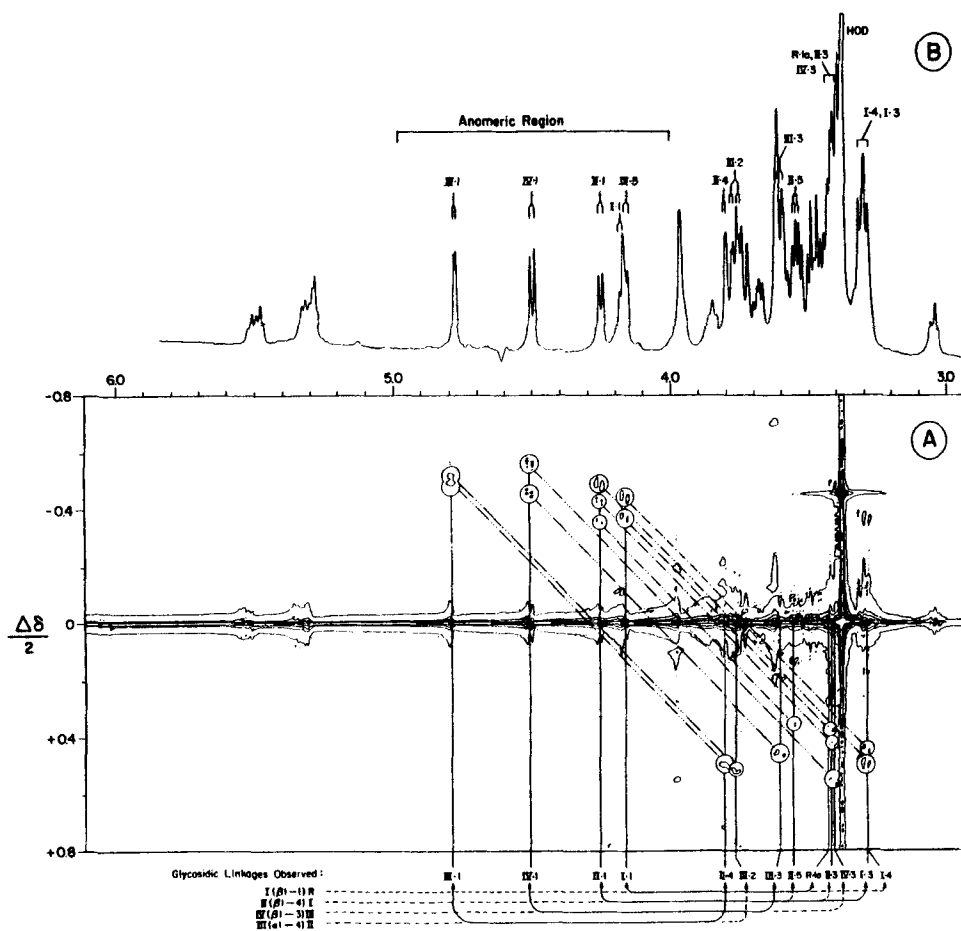 HOD
B
R-1a, II-3
IV-3
I-4, I-3
Anomeric Region
III-3
III-2
III-1
IV-1
II-1
III-5
I-1
II-4
II-5
6.0
5.0
4.0
3.0
-0.8
A
-0.4
Δδ
2
0
+0.4
+0.8
Glycosidic Linkages Observed:
III-1
IV-1
II-1
I-1
II-4
III-2
III-3
II-5
R-1a
II-3
IV-3
I-3
I-4
I(β1-1)R
II(β1-4)I
IV(β1-3)III
III(α1-4)II